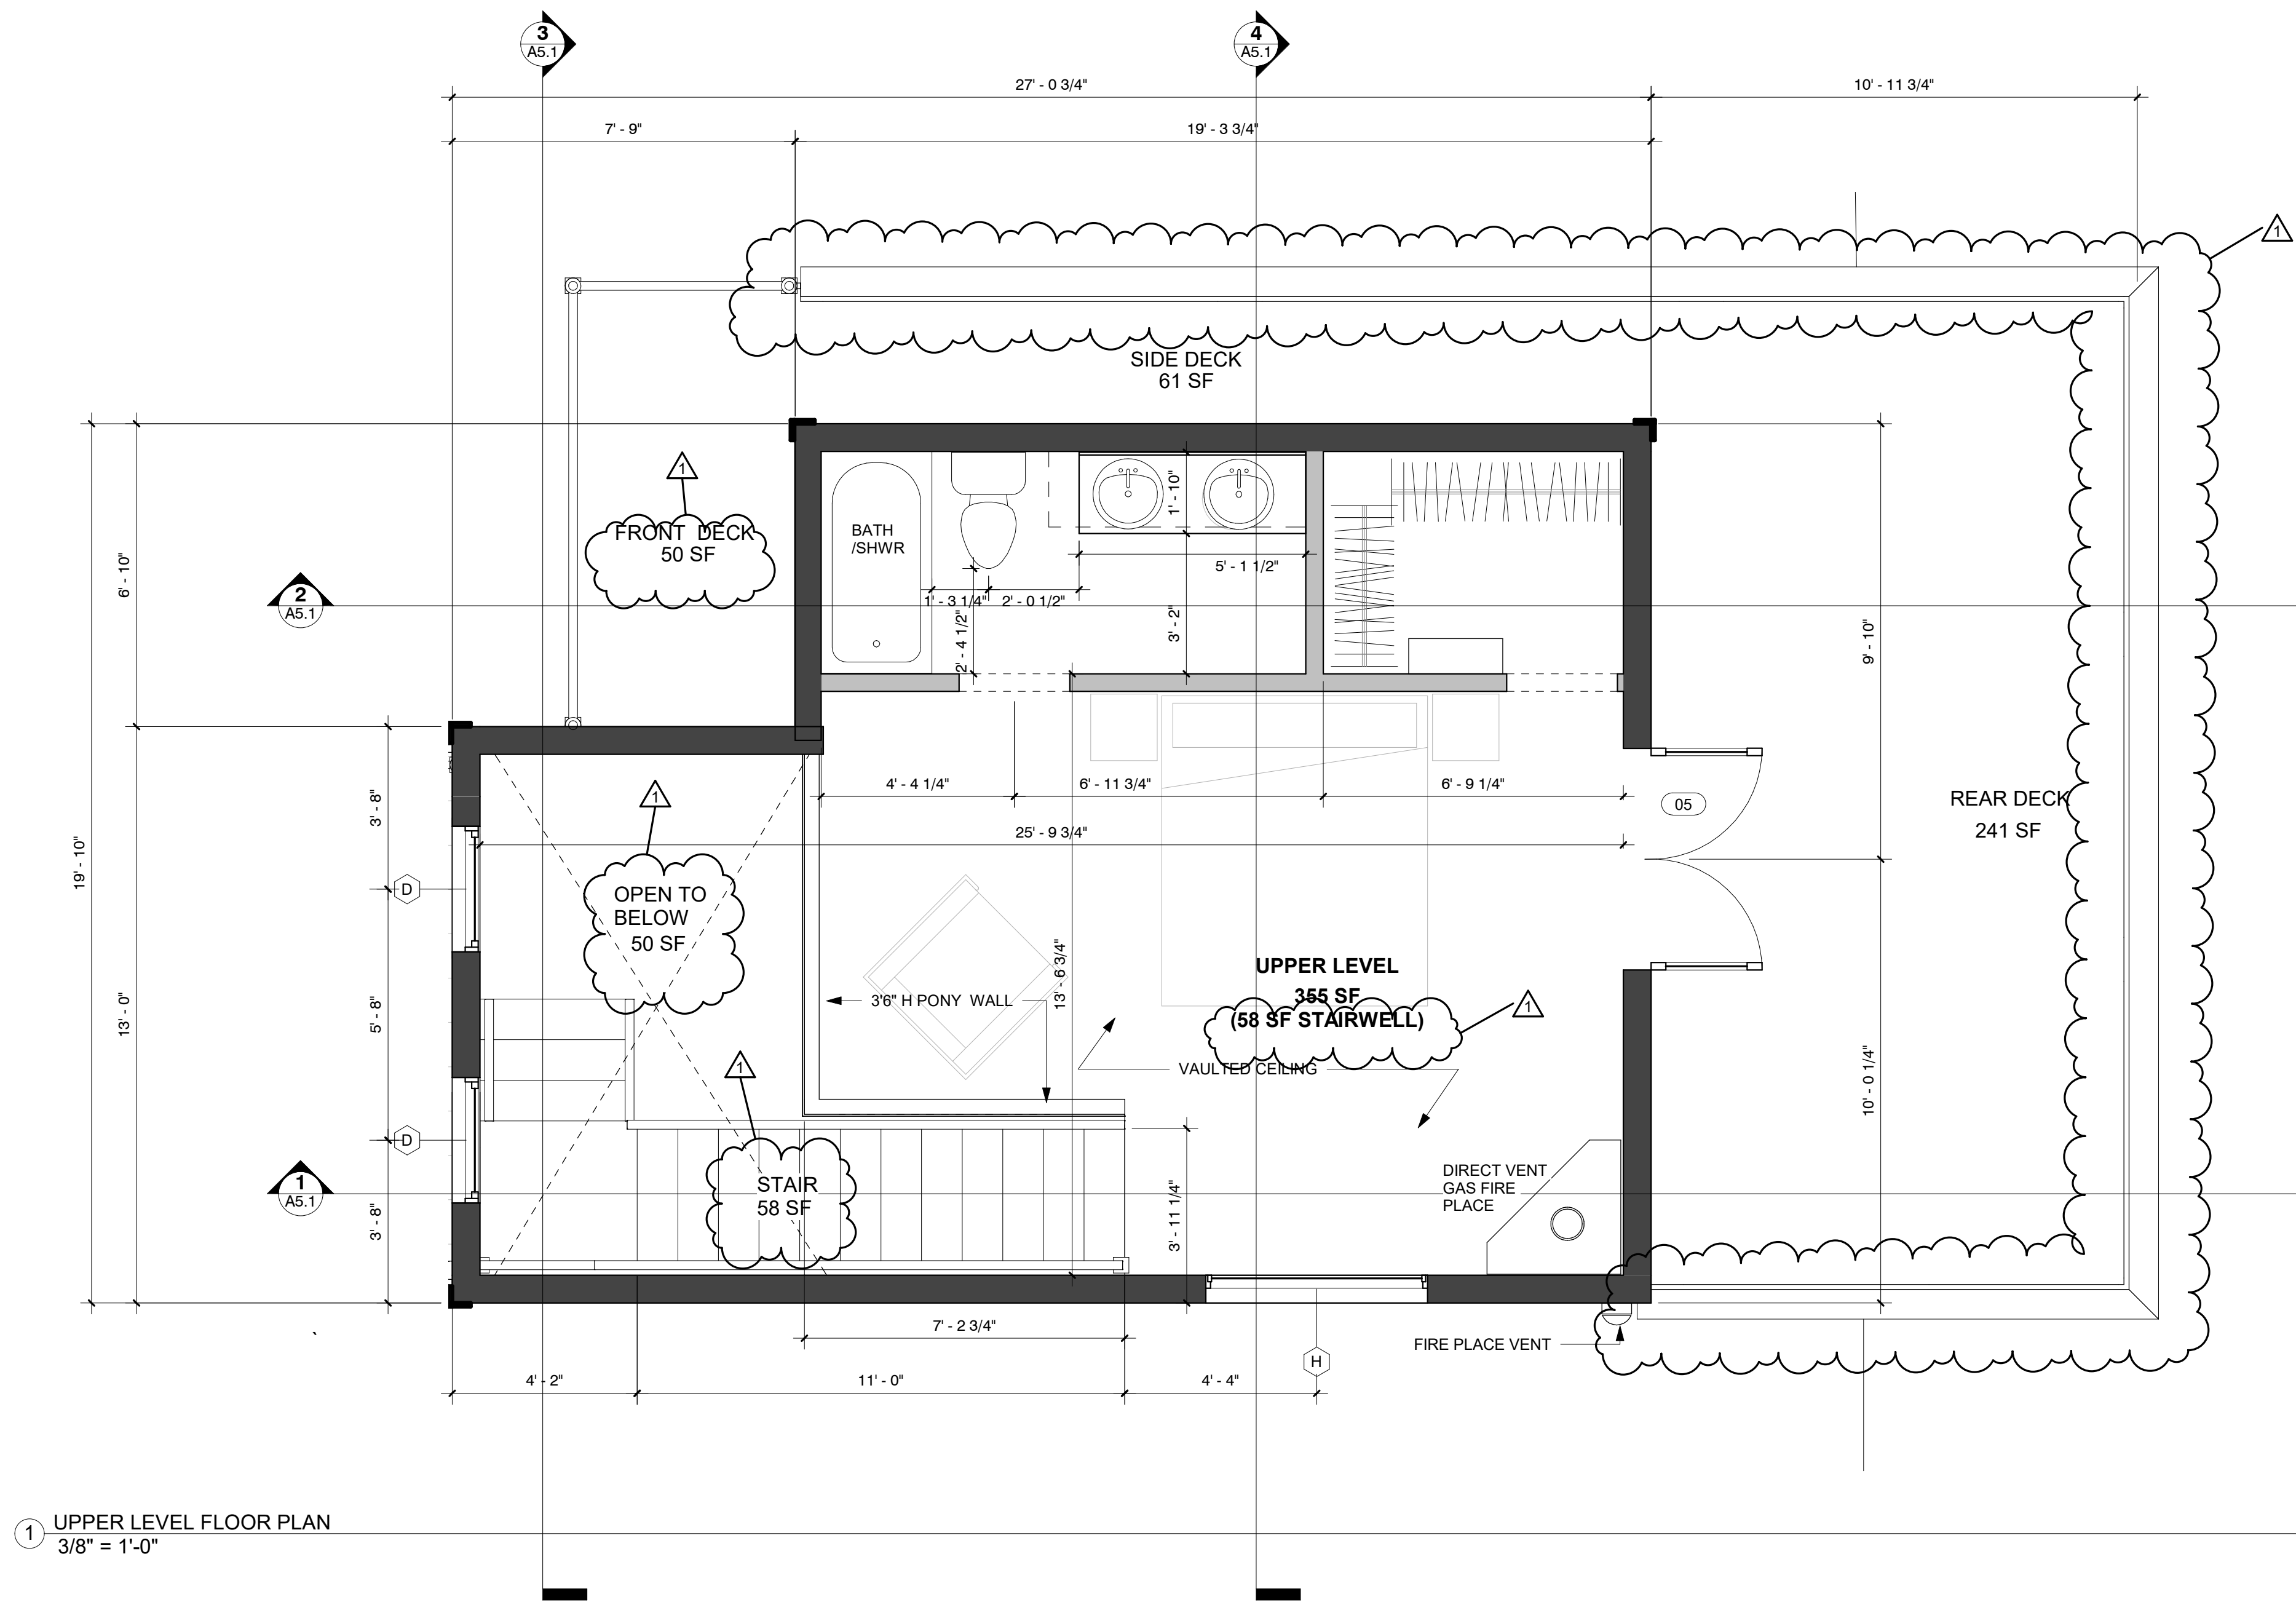 3
A5.1
4
A5.1
27' - 0 3/4"
10' - 11 3/4"
7' - 9"
19' - 3 3/4"
1
SIDE DECK
61 SF
1
FRONT DECK
50 SF
BATH
/SHWR
1' - 10"
5' - 1 1/2"
1' - 3 1/4"
2' - 0 1/2"
2' - 4 1/2"
3' - 2"
6' - 10"
2
A5.1
9' - 10"
19' - 10"
13' - 0"
3' - 8"
5' - 8"
3' - 8"
D
D
1
OPEN TO
BELOW
50 SF
4' - 4 1/4"
6' - 11 3/4"
6' - 9 1/4"
25' - 9 3/4"
05
REAR DECK
241 SF
13' - 6 3/4"
3'6" H PONY WALL
UPPER LEVEL
355 SF
(58 SF STAIRWELL)
1
VAULTED CEILING
1
STAIR
58 SF
1
A5.1
3' - 11 1/4"
10' - 0 1/4"
DIRECT VENT
GAS FIRE
PLACE
FIRE PLACE VENT
7' - 2 3/4"
H
4' - 2"
11' - 0"
4' - 4"
1
UPPER LEVEL FLOOR PLAN
3/8" = 1'-0"